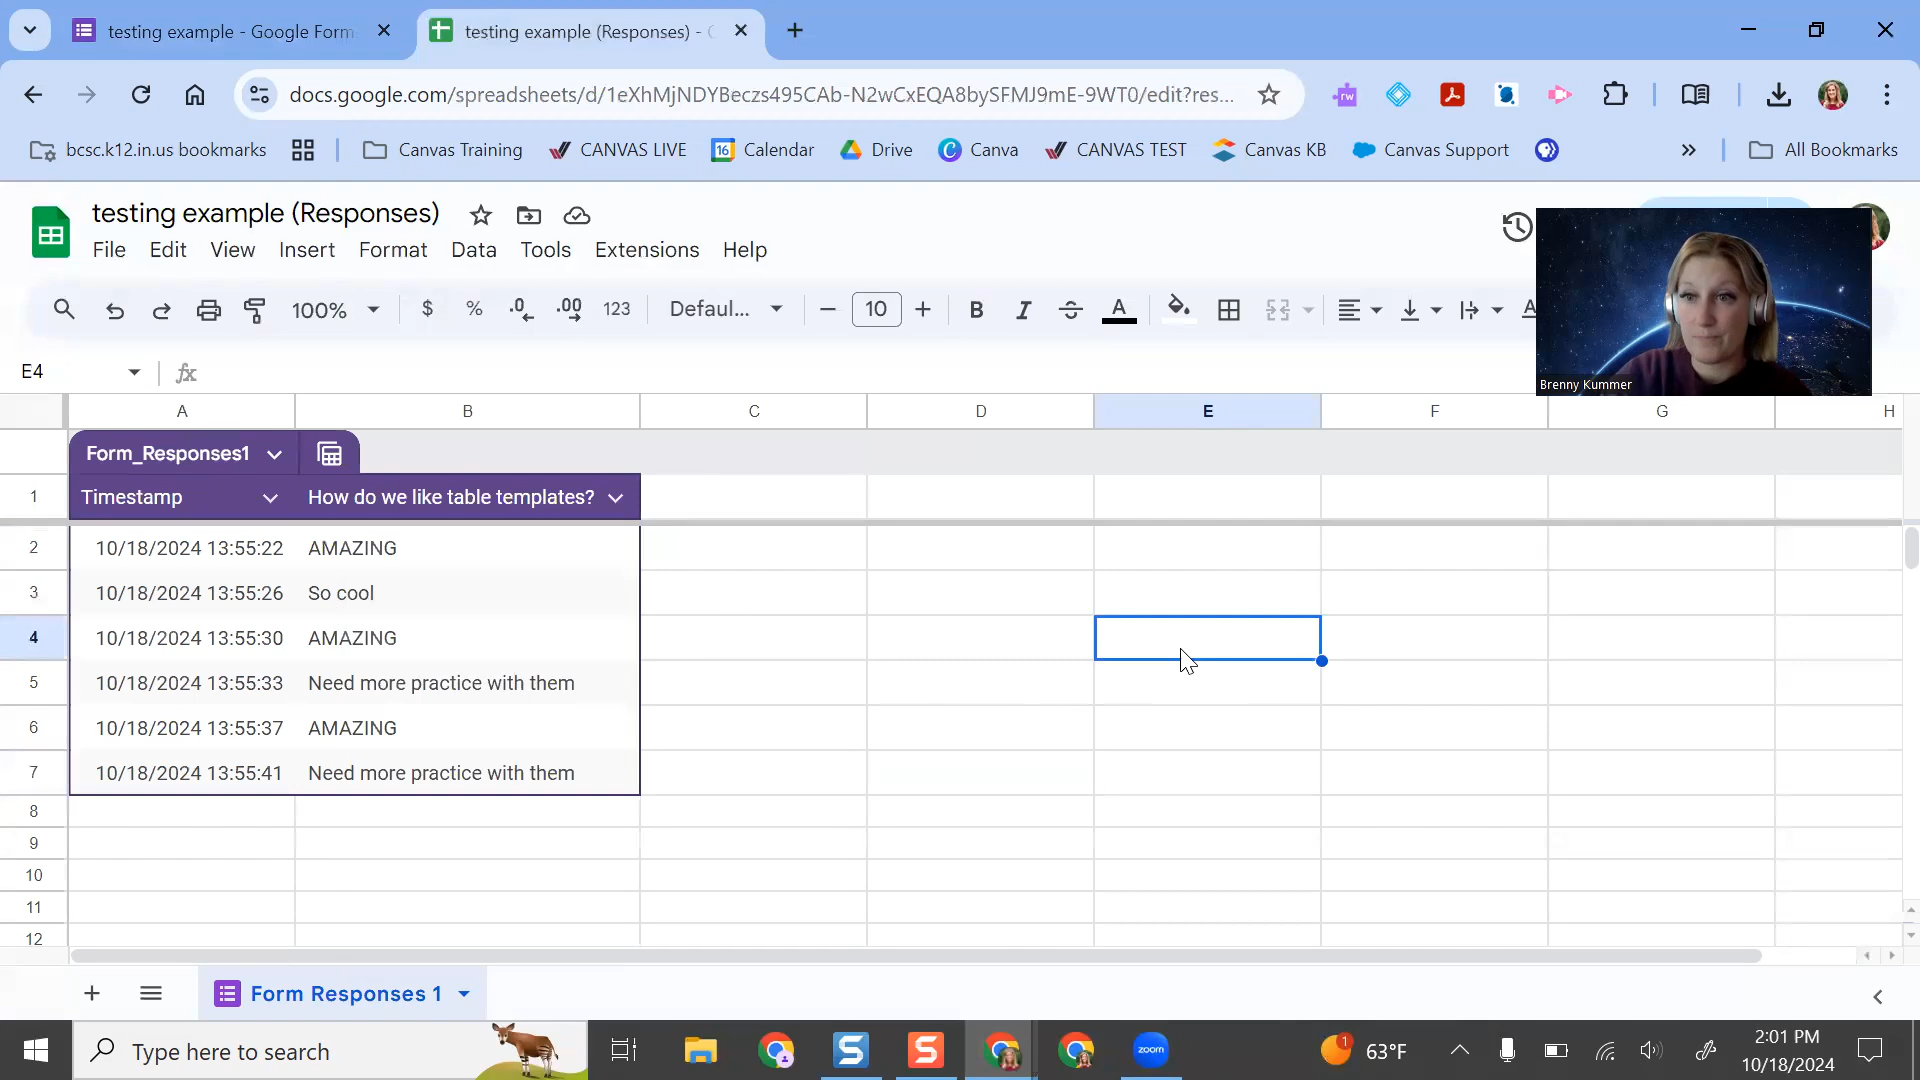 testing example - Google Form
testing example (Responses) - G
docs.google.com/spreadsheets/d/1eXhMjNDYBeczs495CAb-N2wCxEQA8bySFMJ9mE-9WT0/edit?res...
rw
bcsc.k12.in.us bookmarks
Canvas Training
CANVAS LIVE
16
Calendar
Drive
Canva
CANVAS TEST
Canvas KB
Canvas Support
All Bookmarks
testing example (Responses)
File Edit View Insert Format Data Tools Extensions Help
100% $ % .0 .00 123 Defaul... 10 B I A
Brenny Kummer
E4 fx
A B C D E F G H
Form_Responses1
1 Timestamp How do we like table templates?
2 10/18/2024 13:55:22 AMAZING
3 10/18/2024 13:55:26 So cool
4 10/18/2024 13:55:30 AMAZING
5 10/18/2024 13:55:33 Need more practice with them
6 10/18/2024 13:55:37 AMAZING
7 10/18/2024 13:55:41 Need more practice with them
8
9
10
11
12
Form Responses 1
Type here to search
S
S
zoom
1
63°F
2:01 PM
10/18/2024